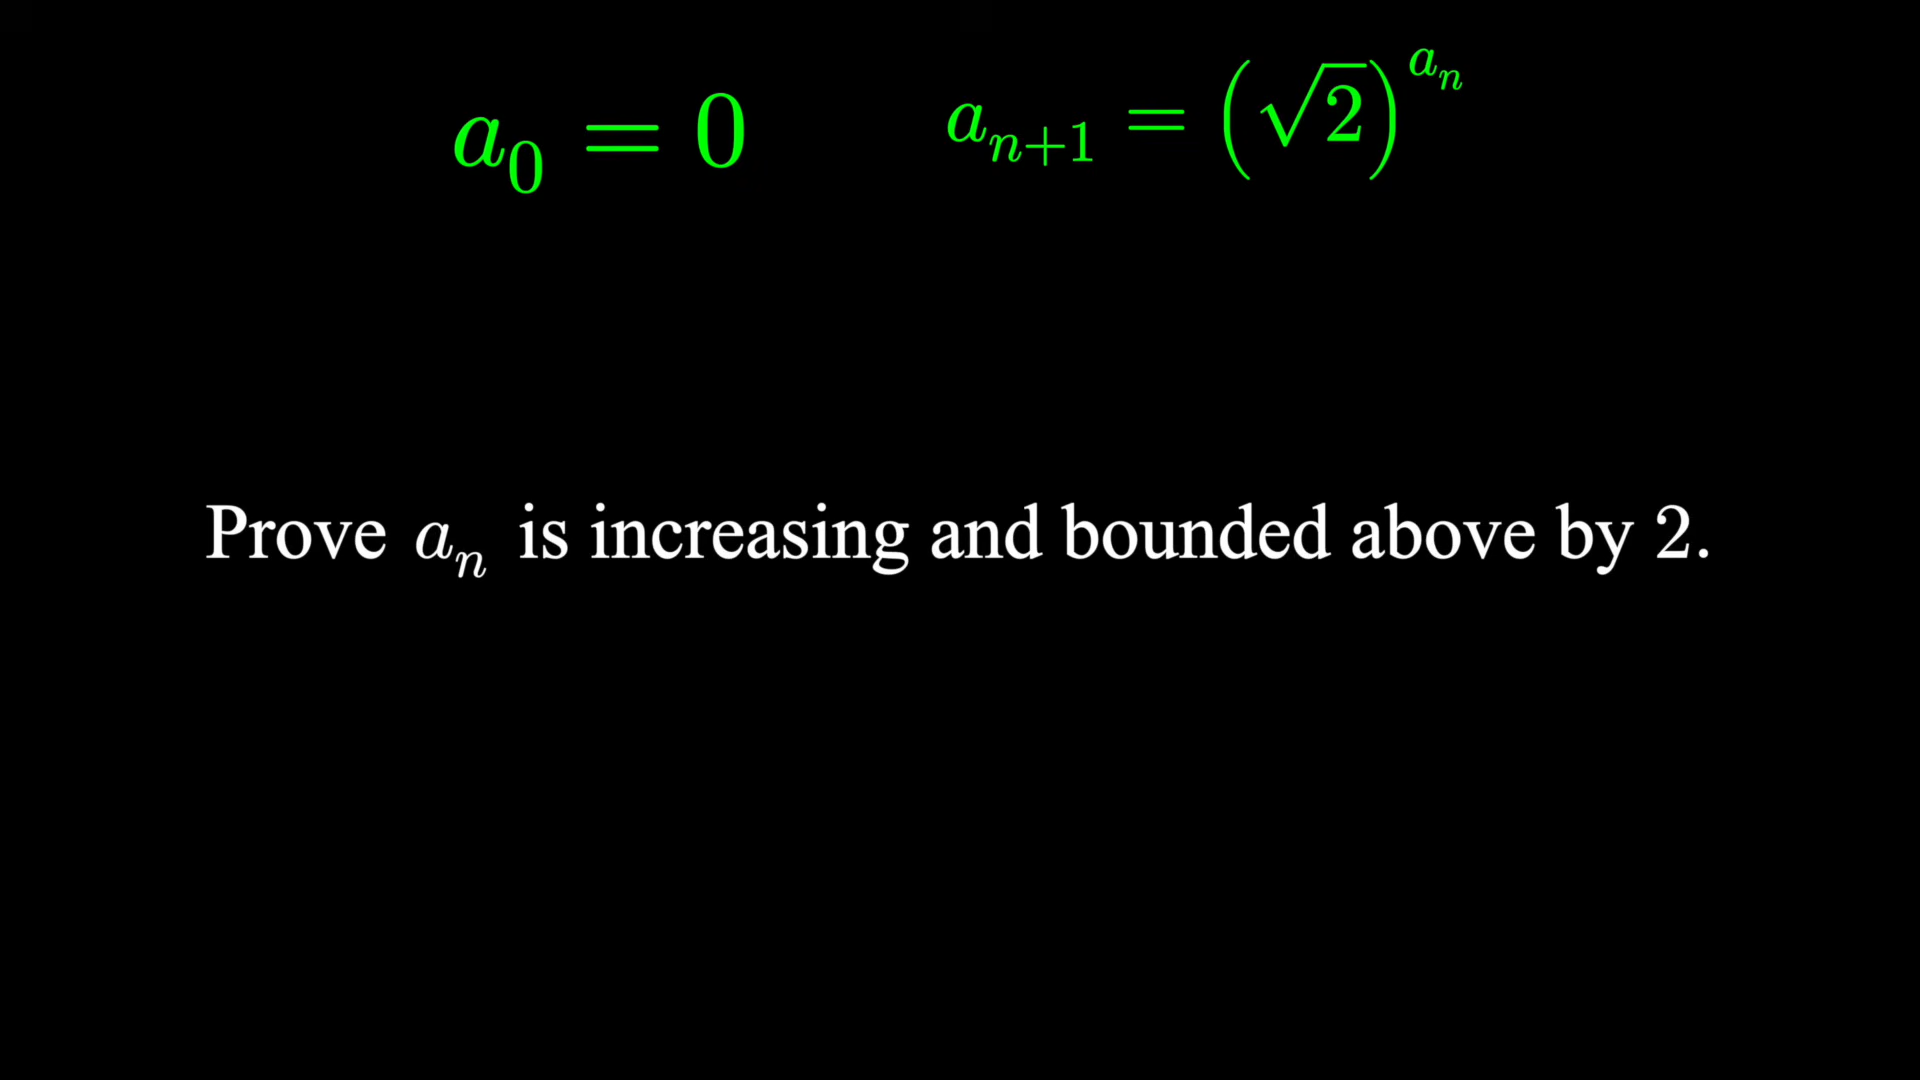 a_0 = 0 a_{n+1} = (√2)^{a_n}
Prove a_n is increasing and bounded above by 2.